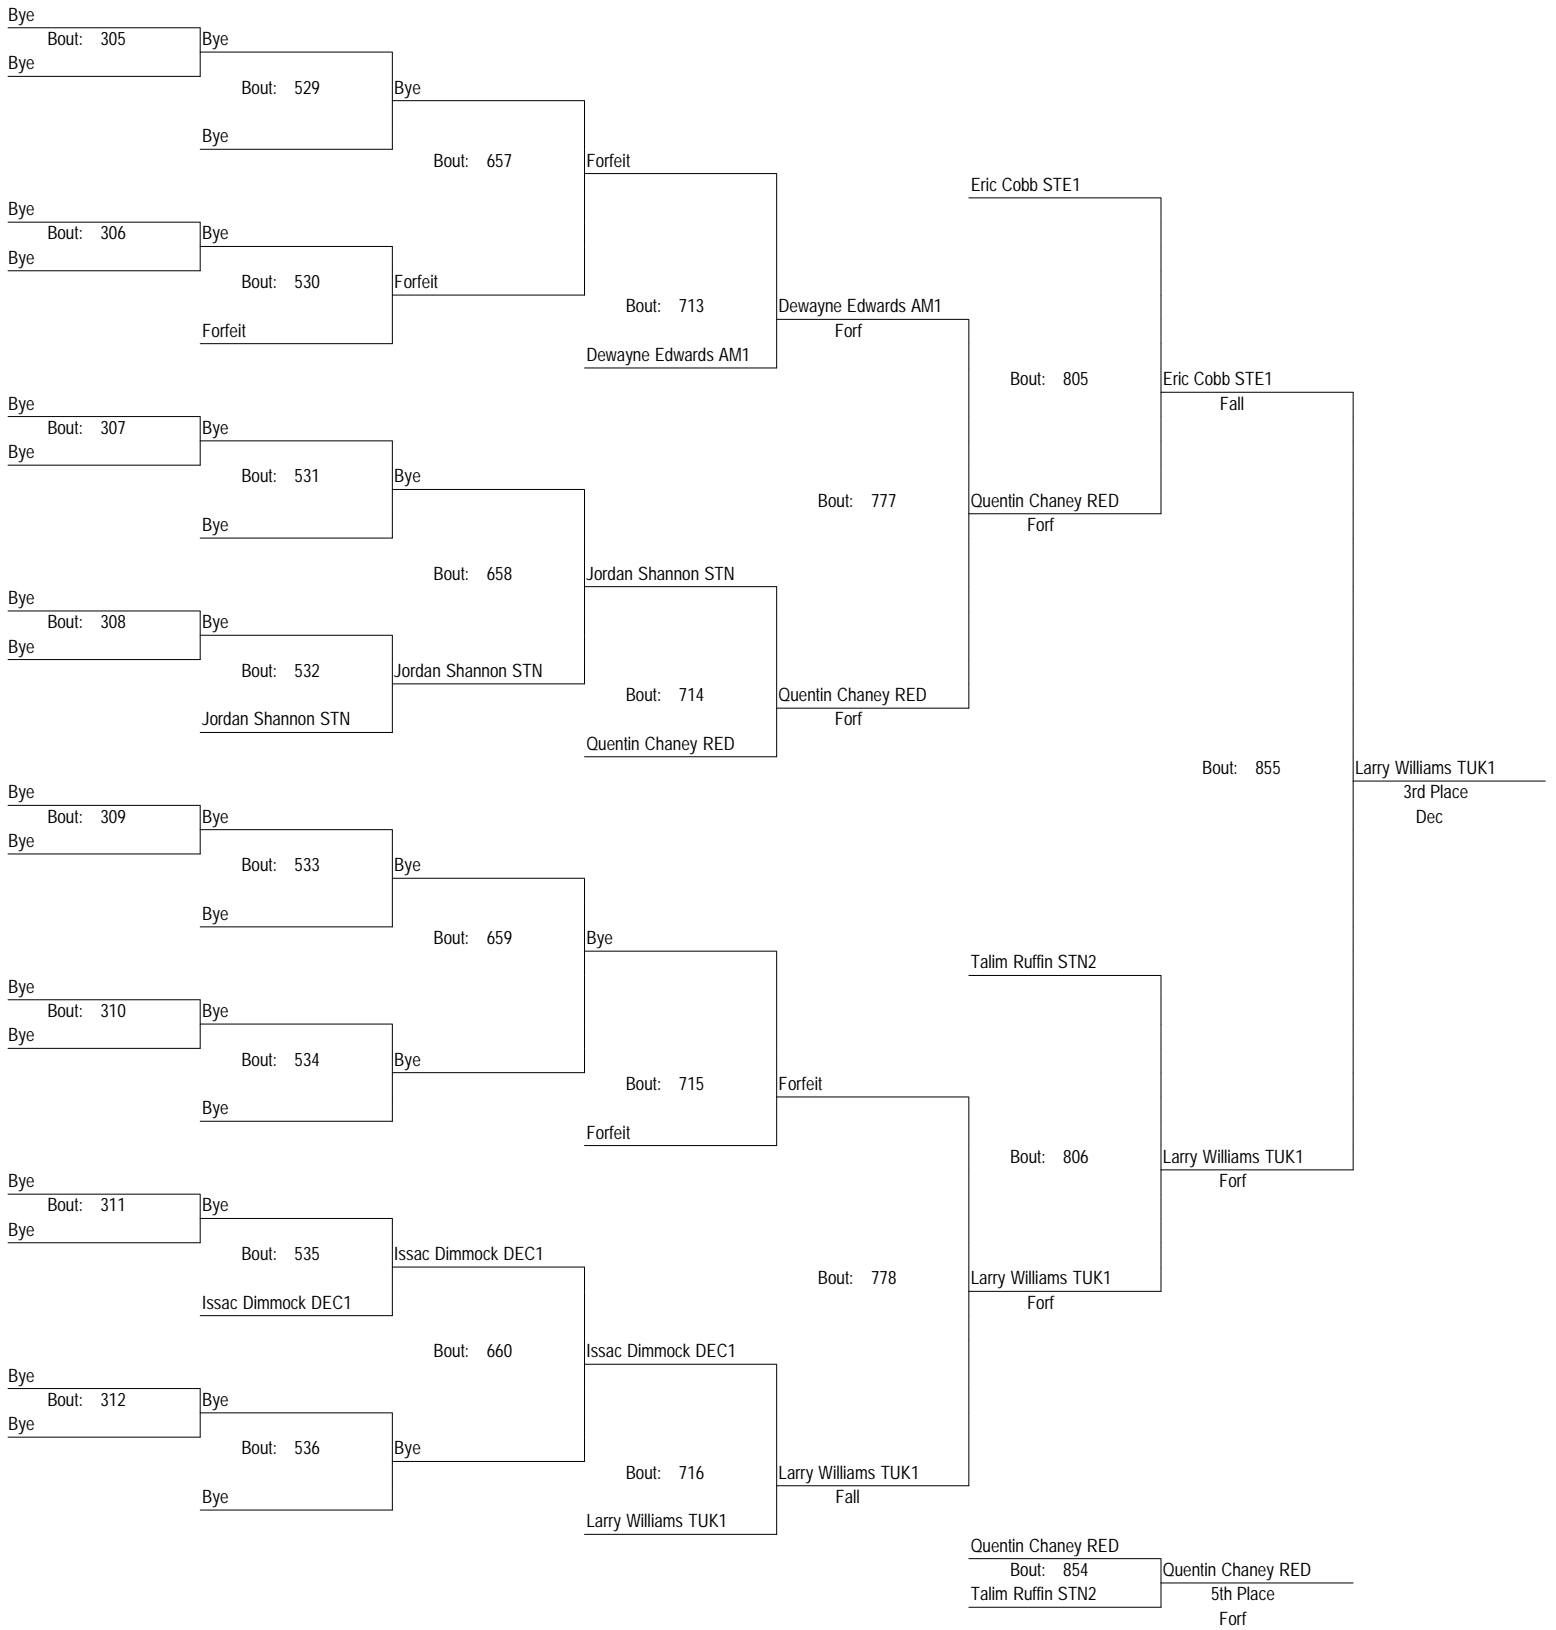 Bye
Bout: 305
Bye
Bye
Bout: 529
Bye
Bye
Bout: 657
Forfeit
Eric Cobb STE1
Bye
Bout: 306
Bye
Bye
Bout: 530
Forfeit
Forfeit
Bout: 713
Dewayne Edwards AM1
Forf
Dewayne Edwards AM1
Bout: 805
Eric Cobb STE1
Fall
Bye
Bout: 307
Bye
Bye
Bout: 531
Bye
Bye
Bout: 777
Quentin Chaney RED
Forf
Bout: 658
Jordan Shannon STN
Bye
Bout: 308
Bye
Bye
Bout: 532
Jordan Shannon STN
Jordan Shannon STN
Bout: 714
Quentin Chaney RED
Forf
Quentin Chaney RED
Bout: 855
Larry Williams TUK1
3rd Place
Dec
Bye
Bout: 309
Bye
Bye
Bout: 533
Bye
Bye
Bout: 659
Bye
Talim Ruffin STN2
Bye
Bout: 310
Bye
Bye
Bout: 534
Bye
Bye
Bout: 715
Forfeit
Forfeit
Bout: 806
Larry Williams TUK1
Forf
Bye
Bout: 311
Bye
Bye
Bout: 535
Issac Dimmock DEC1
Issac Dimmock DEC1
Bout: 778
Larry Williams TUK1
Forf
Bout: 660
Issac Dimmock DEC1
Bye
Bout: 312
Bye
Bye
Bout: 536
Bye
Bye
Bout: 716
Larry Williams TUK1
Fall
Larry Williams TUK1
Quentin Chaney RED
Bout: 854
Quentin Chaney RED
Talim Ruffin STN2
5th Place
Forf